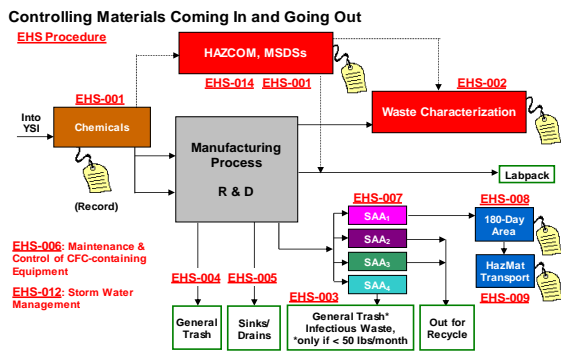 Controlling Materials Coming In and Going Out
EHS Procedure
HAZCOM, MSDSs
EHS-014 EHS-001
EHS-001
EHS-002
Into
YSI
Chemicals
Waste Characterization
(Record)
Manufacturing
Process
R & D
Labpack
EHS-007
EHS-008
SAA1
SAA2
SAA3
SAA4
180-Day
Area
HazMat
Transport
EHS-009
EHS-006: Maintenance &
Control of CFC-containing
Equipment
EHS-012: Storm Water
Management
EHS-004
EHS-005
EHS-003
General
Trash
Sinks/
Drains
General Trash*
Infectious Waste,
*only if < 50 lbs/month
Out for
Recycle